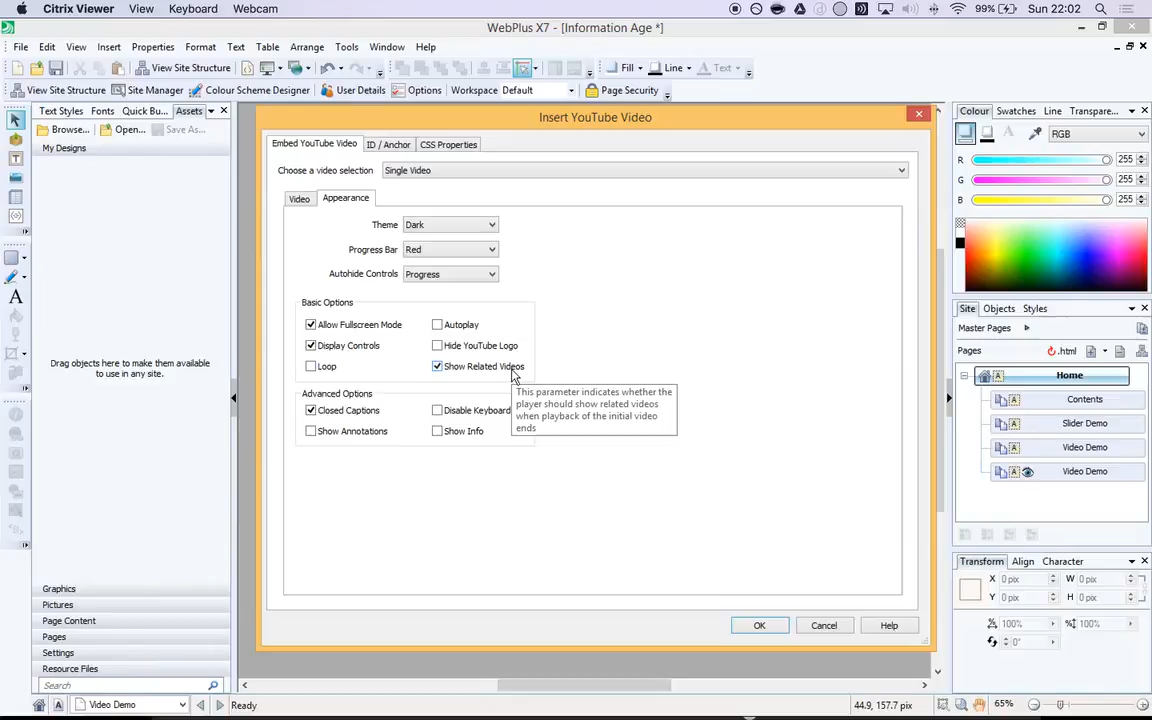 Citrix Viewer View Keyboard Webcam 99% Sun 22:02
WebPlus X7 - [Information Age *]
File Edit View Insert Properties Format Text Table Arrange Tools Window Help
View Site Structure Fill Line Text
View Site Structure Site Manager Colour Scheme Designer User Details Options Workspace Default Page Security
Text Styles Fonts Quick Bu... Assets
Browse... Open... Save As...
My Designs
Drag objects here to make them available
to use in any site.
Graphics
Pictures
Page Content
Pages
Settings
Resource Files
Search
Insert YouTube Video
Embed YouTube Video ID / Anchor CSS Properties
Choose a video selection Single Video
Video Appearance
Theme Dark
Progress Bar Red
Autohide Controls Progress
Basic Options
Allow Fullscreen Mode Autoplay
Display Controls Hide YouTube Logo
Loop Show Related Videos
Advanced Options
Closed Captions Disable Keyboard
Show Annotations Show Info
This parameter indicates whether the
player should show related videos
when playback of the initial video
ends
OK Cancel Help
Colour Swatches Line Transpare...
RGB
R 255
G 255
B 255
Site Objects Styles
Master Pages
Pages .html
Home
Contents
Slider Demo
Video Demo
Video Demo
Transform Align Character
X 0 pix W 0 pix
Y 0 pix H 0 pix
100% 100%
0°
Video Demo Ready 44.9, 157.7 pix 65%